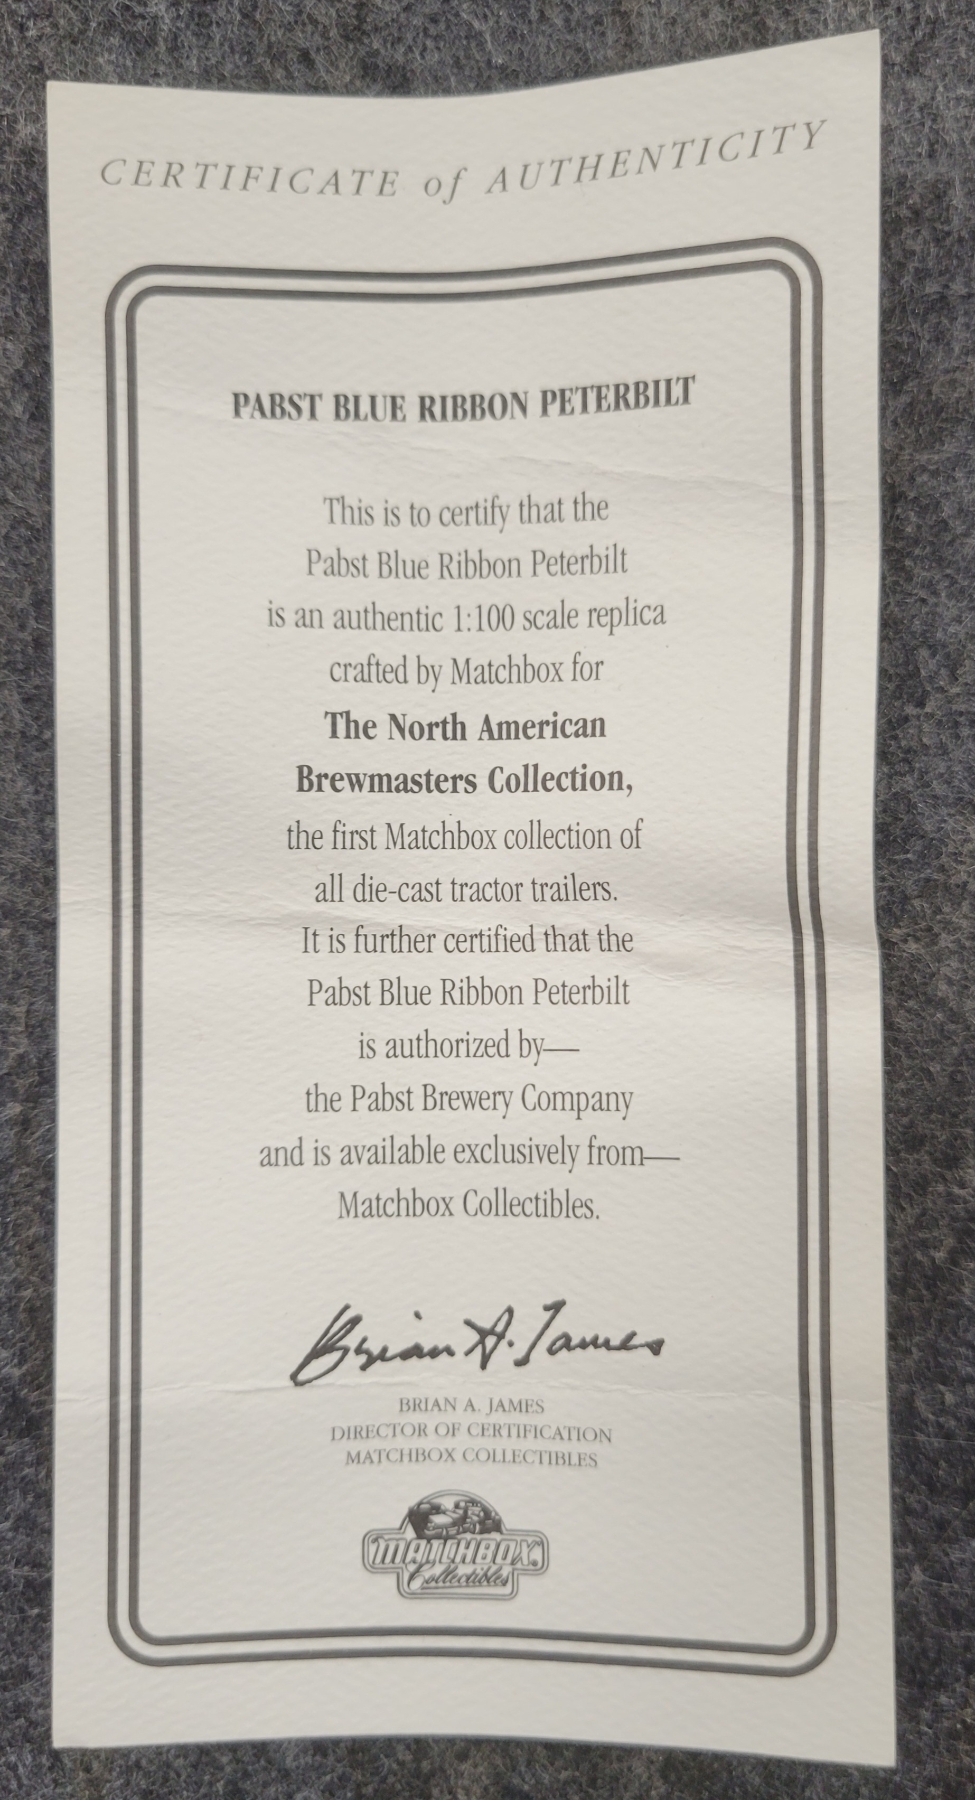 CERTIFICATE of AUTHENTICITY
PABST BLUE RIBBON PETERBILT
This is to certify that the
Pabst Blue Ribbon Peterbilt
is an authentic 1:100 scale replica
crafted by Matchbox for
The North American
Brewmasters Collection,
the first Matchbox collection of
all die-cast tractor trailers.
It is further certified that the
Pabst Blue Ribbon Peterbilt
is authorized by—
the Pabst Brewery Company
and is available exclusively from—
Matchbox Collectibles.
Brian A. James
BRIAN A. JAMES
DIRECTOR OF CERTIFICATION
MATCHBOX COLLECTIBLES
MATCHBOX
Collectibles